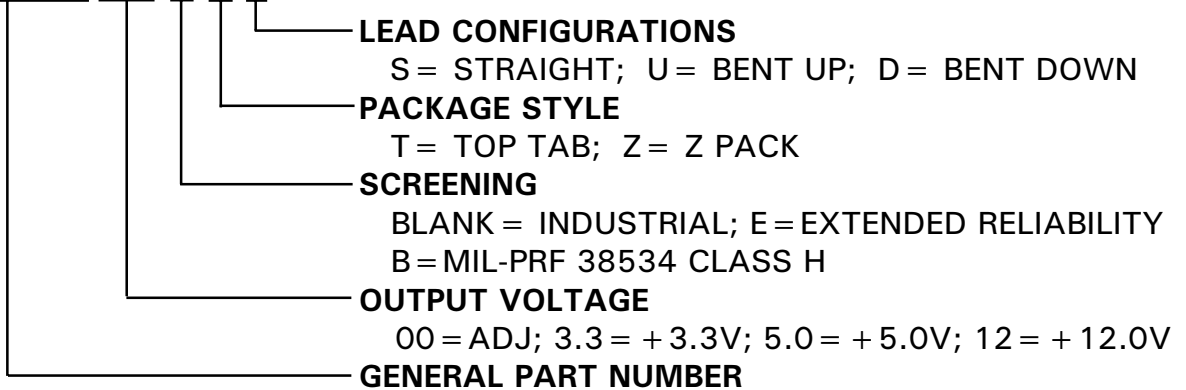 LEAD CONFIGURATIONS
S= STRAIGHT; U= BENT UP; D= BENT DOWN
PACKAGE STYLE
T= TOP TAB; Z= Z PACK
SCREENING
BLANK= INDUSTRIAL; E=EXTENDED RELIABILITY
B=MIL-PRF 38534 CLASS H
OUTPUT VOLTAGE
00=ADJ; 3.3=+3.3V; 5.0=+5.0V; 12=+12.0V
GENERAL PART NUMBER